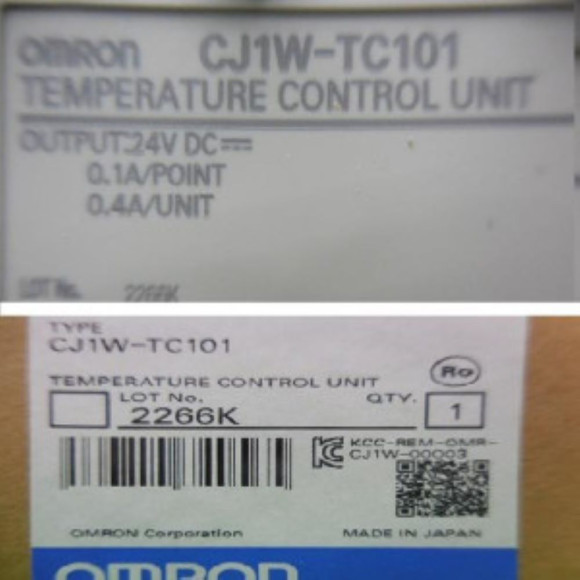 OMRON CJ1W-TC101
TEMPERATURE CONTROL UNIT
OUTPUT:24V DC
0.1A/POINT
0.4A/UNIT
LOT No. 2266K
TYPE
CJ1W-TC101
Ro
TEMPERATURE CONTROL UNIT
LOT No. QTY.
2266K 1
KCC-REM-OMR-
CJ1W-00003
OMRON Corporation MADE IN JAPAN
OMRON